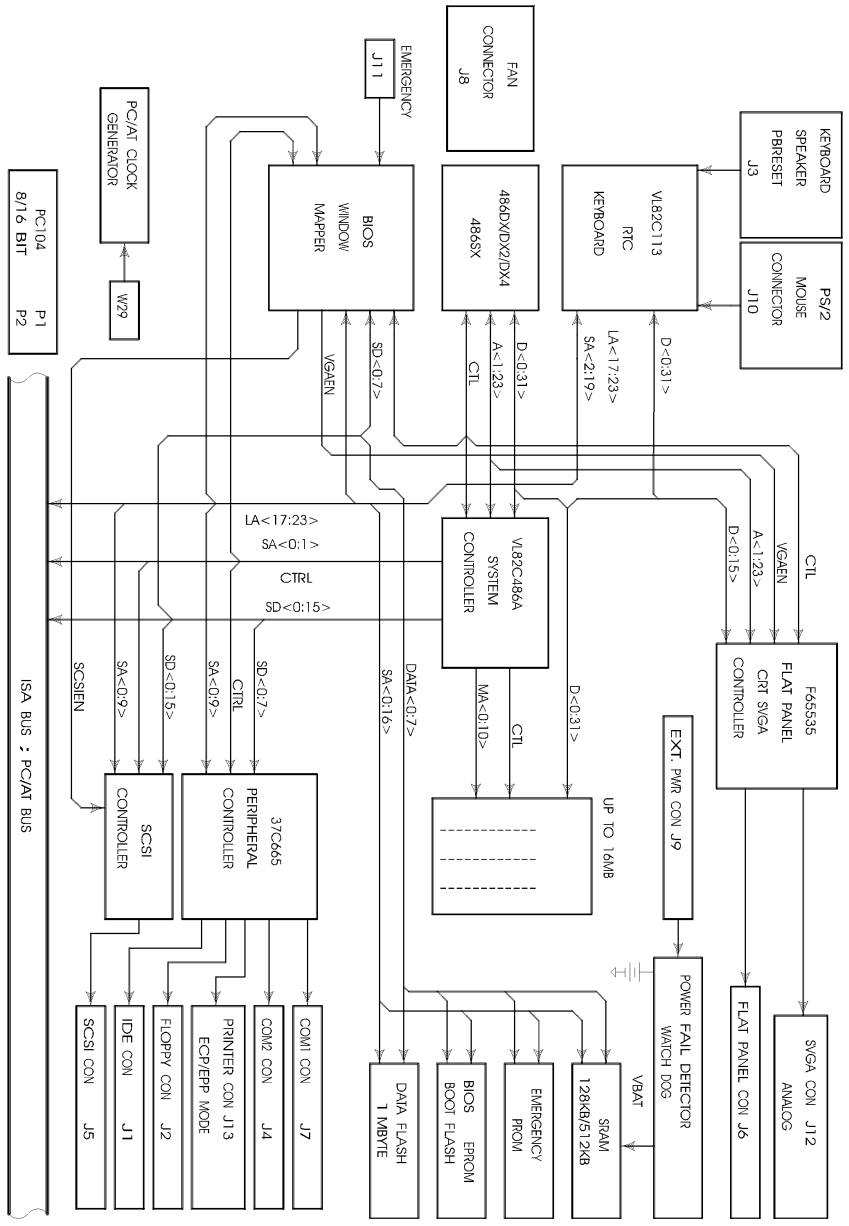 KEYBOARD
SPEAKER
PBRESET
J3
PS/2
MOUSE
CONNECTOR
J10
FAN
CONNECTOR
J8
VL82C113
RTC
KEYBOARD
486DX/DX2/DX4
486SX
EMERGENCY
J11
BIOS
WINDOW
MAPPER
PC/AT CLOCK
GENERATOR
W29
PC104 P1
8/16 BIT P2
D<0:31>
LA<17:23>
SA<2:19>
D<0:31>
A<1:23>
CTL
SD<0:7>
VGAEN
CTL
VGAEN
A<1:23>
D<0:15>
VL82C486A
SYSTEM
CONTROLLER
LA<17:23>
SA<0:1>
CTRL
SD<0:15>
D<0:31>
CTL
MA<0:10>
DATA<0:7>
SA<0:16>
SD<0:7>
CTRL
SA<0:9>
SD<0:15>
SA<0:9>
SCSIEN
F65535
FLAT PANEL
CRT SVGA
CONTROLLER
EXT. PWR CON J9
UP TO 16MB
37C665
PERIPHERAL
CONTROLLER
SCSI
CONTROLLER
ISA BUS ; PC/AT BUS
SVGA CON J12
ANALOG
FLAT PANEL CON J6
POWER FAIL DETECTOR
WATCH DOG
VBAT
SRAM
128KB/512KB
EMERGENCY
PROM
BIOS EPROM
BOOT FLASH
DATA FLASH
1 MBYTE
COM1 CON J7
COM2 CON J4
PRINTER CON J13
ECP/EPP MODE
FLOPPY CON J2
IDE CON J1
SCSI CON J5